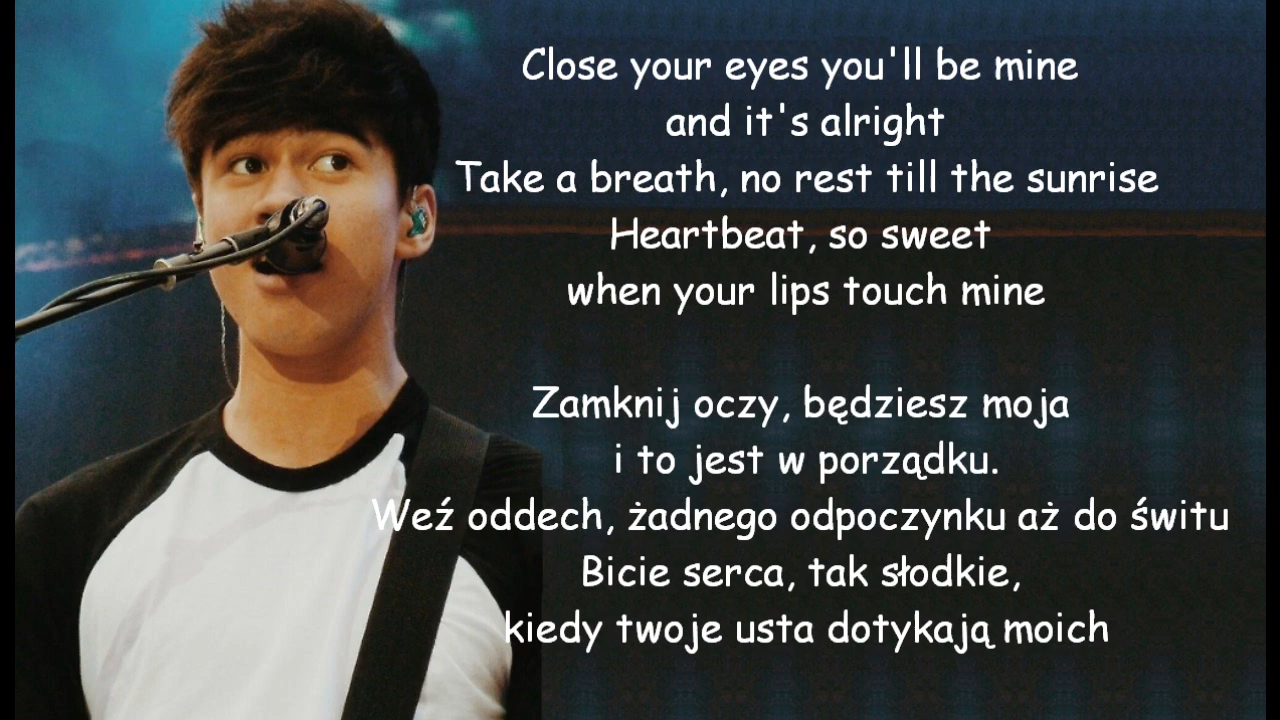 Close your eyes you'll be mine
and it's alright
Take a breath, no rest till the sunrise
Heartbeat, so sweet
when your lips touch mine
Zamknij oczy, będziesz moja
i to jest w porządku.
Weź oddech, żadnego odpoczynku aż do świtu
Bicie serca, tak słodkie,
kiedy twoje usta dotykają moich